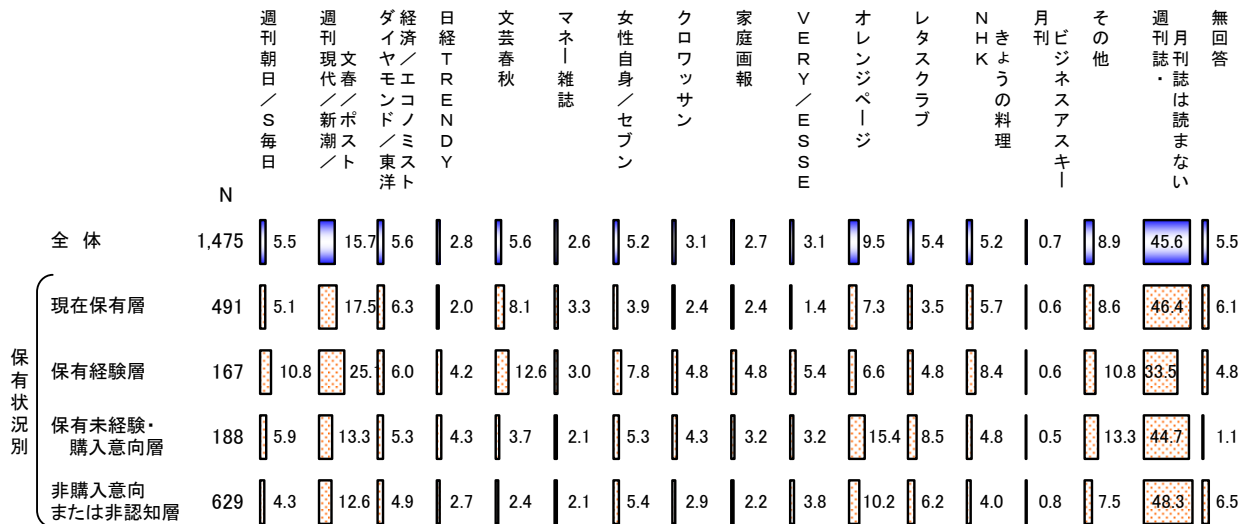 週刊朝日／Ｓ毎日
週刊現代／新潮／
文春／ポスト
ダイヤモンド／東洋
経済／エコノミスト
日経ＴＲＥＮＤＹ
文芸春秋
マネー雑誌
女性自身／セブン
クロワッサン
家庭画報
ＶＥＲＹ／ＥＳＳＥ
オレンジページ
レタスクラブ
ＮＨＫ
きょうの料理
月刊
ビジネスアスキー
その他
週刊誌・
月刊誌は読まない
無回答
N
全 体 1,475 5.5 15.7 5.6 2.8 5.6 2.6 5.2 3.1 2.7 3.1 9.5 5.4 5.2 0.7 8.9 45.6 5.5
保有状況別
現在保有層 491 5.1 17.5 6.3 2.0 8.1 3.3 3.9 2.4 2.4 1.4 7.3 3.5 5.7 0.6 8.6 46.4 6.1
保有経験層 167 10.8 25.1 6.0 4.2 12.6 3.0 7.8 4.8 4.8 5.4 6.6 4.8 8.4 0.6 10.8 33.5 4.8
保有未経験・
購入意向層 188 5.9 13.3 5.3 4.3 3.7 2.1 5.3 4.3 3.2 3.2 15.4 8.5 4.8 0.5 13.3 44.7 1.1
非購入意向
または非認知層 629 4.3 12.6 4.9 2.7 2.4 2.1 5.4 2.9 2.2 3.8 10.2 6.2 4.0 0.8 7.5 48.3 6.5